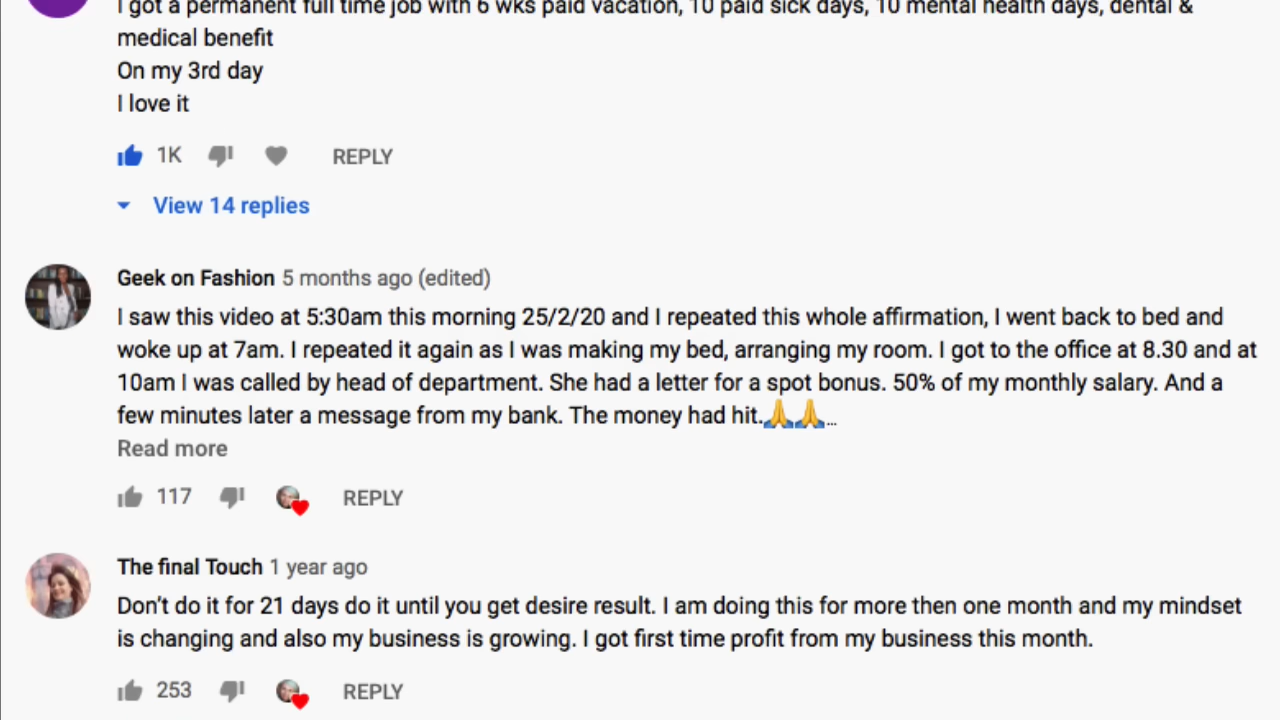 I got a permanent full time job with 6 wks paid vacation, 10 paid sick days, 10 mental health days, dental &
medical benefit
On my 3rd day
I love it
1K REPLY
View 14 replies
Geek on Fashion 5 months ago (edited)
I saw this video at 5:30am this morning 25/2/20 and I repeated this whole affirmation, I went back to bed and
woke up at 7am. I repeated it again as I was making my bed, arranging my room. I got to the office at 8.30 and at
10am I was called by head of department. She had a letter for a spot bonus. 50% of my monthly salary. And a
few minutes later a message from my bank. The money had hit.🙏🙏...
Read more
117 REPLY
The final Touch 1 year ago
Don't do it for 21 days do it until you get desire result. I am doing this for more then one month and my mindset
is changing and also my business is growing. I got first time profit from my business this month.
253 REPLY